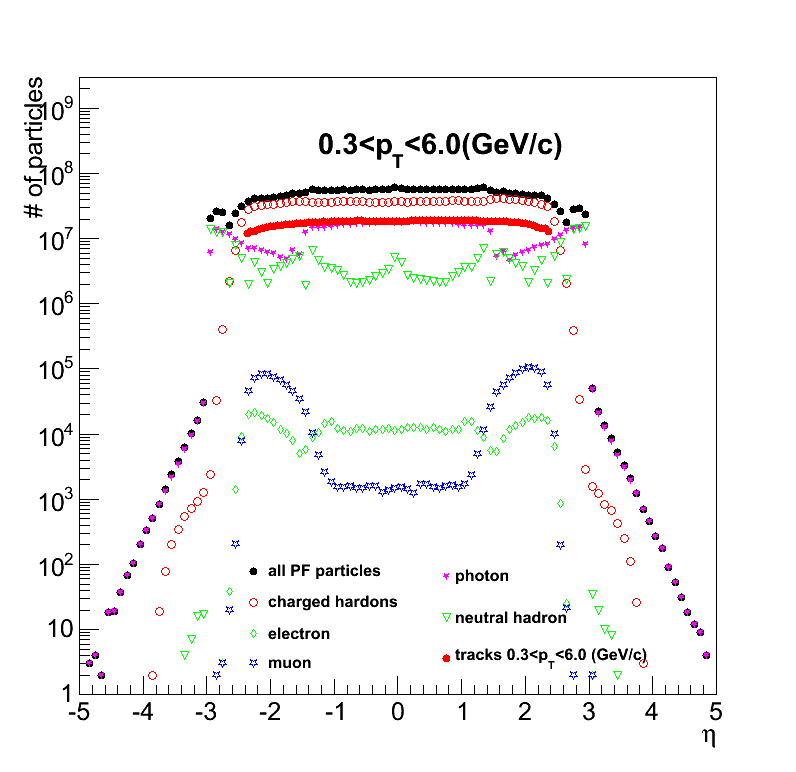 # of particles
0.3<p_T<6.0(GeV/c)
10^9
10^8
10^7
10^6
10^5
10^4
10^3
10^2
10
1
all PF particles
charged hardons
electron
muon
photon
neutral hadron
tracks 0.3<p_T<6.0 (GeV/c)
-5 -4 -3 -2 -1 0 1 2 3 4 5
η